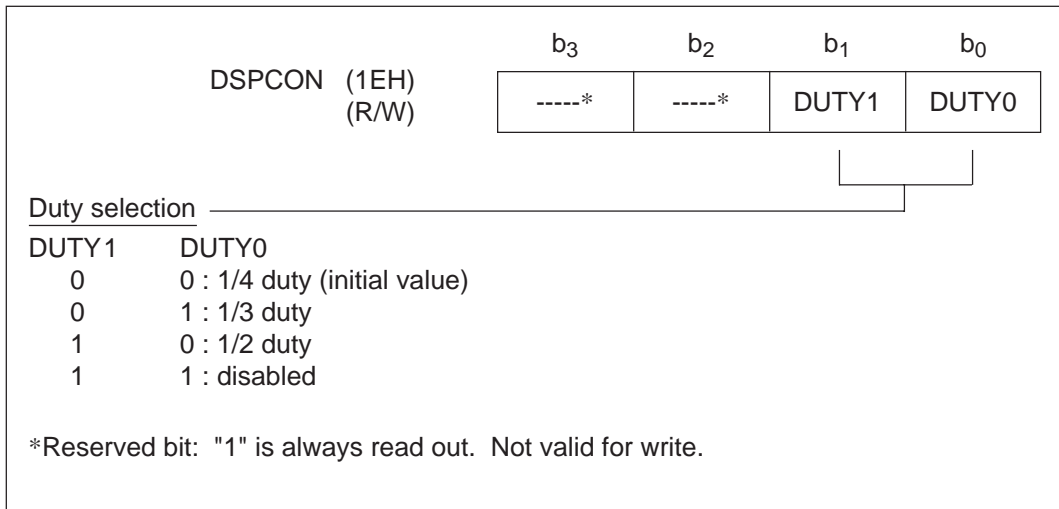 b3 b2 b1 b0
DSPCON (1EH) -----* -----* DUTY1 DUTY0
(R/W)
Duty selection
DUTY1 DUTY0
0 0 : 1/4 duty (initial value)
0 1 : 1/3 duty
1 0 : 1/2 duty
1 1 : disabled
*Reserved bit: "1" is always read out. Not valid for write.